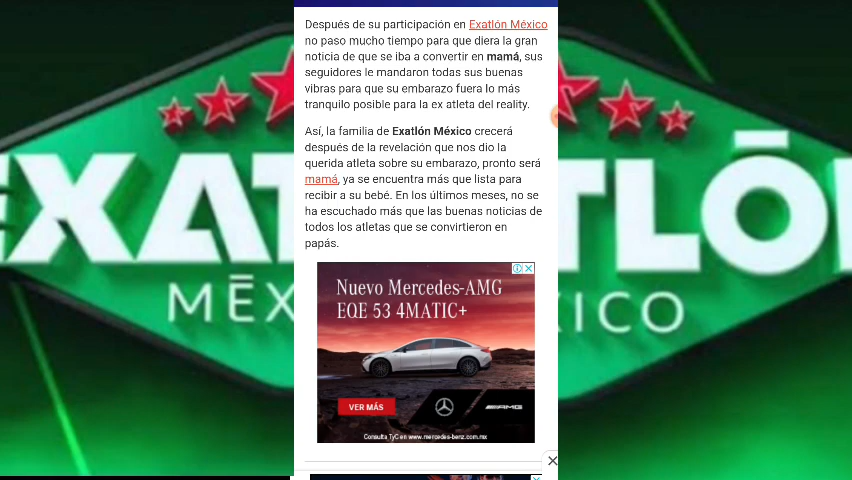 Después de su participación en Exatlón México
no paso mucho tiempo para que diera la gran
noticia de que se iba a convertir en mamá, sus
seguidores le mandaron todas sus buenas
vibras para que su embarazo fuera lo más
tranquilo posible para la ex atleta del reality.
Así, la familia de Exatlón México crecerá
después de la revelación que nos dio la
querida atleta sobre su embarazo, pronto será
mamá, ya se encuentra más que lista para
recibir a su bebé. En los últimos meses, no se
ha escuchado más que las buenas noticias de
todos los atletas que se convirtieron en
papás.
Nuevo Mercedes-AMG
EQE 53 4MATIC+
VER MÁS
AMG
Consulta TyC en www.mercedes-benz.com.mx
EXAT
TLŌN
MĒX
XICO